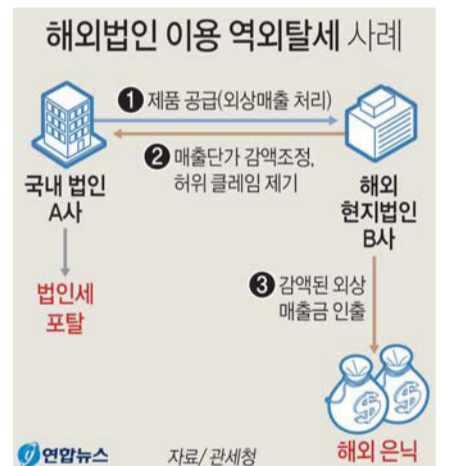 해외법인 이용 역외탈세 사례
❶ 제품 공급(외상매출 처리)
❷ 매출단가 감액조정,
허위 클레임 제기
국내 법인
A사
해외
현지법인
B사
법인세
포탈
❸ 감액된 외상
매출금 인출
$ $
해외 은닉
연합뉴스
자료/ 관세청